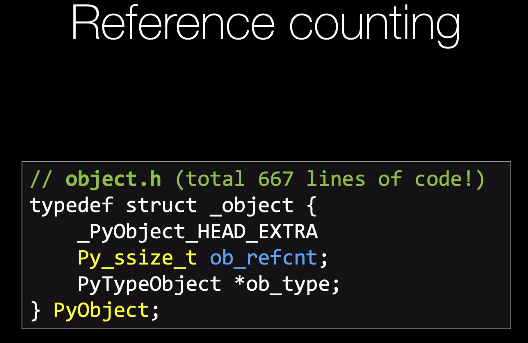 Reference counting
// object.h (total 667 lines of code!)
typedef struct _object {
_PyObject_HEAD_EXTRA
Py_ssize_t ob_refcnt;
PyTypeObject *ob_type;
} PyObject;